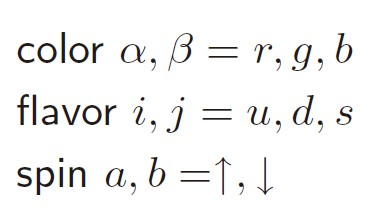 color α, β = r, g, b
flavor i, j = u, d, s
spin a, b =↑, ↓